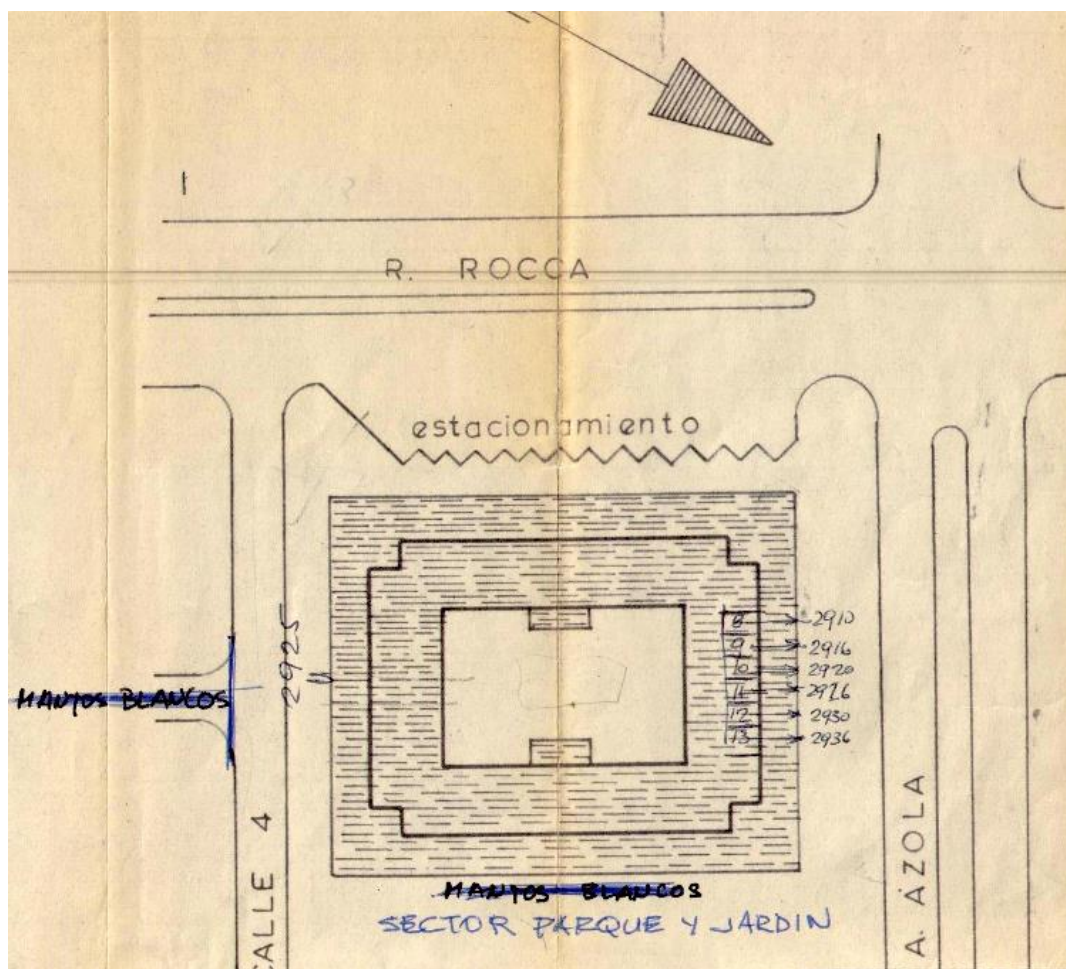 R. ROCCA
estacionamiento
8 2910
9 2916
10 2920
11 2926
12 2930
13 2936
2925
MANTOS BLANCOS
CALLE 4
A. AZOLA
MANTOS BLANCOS
SECTOR PARQUE Y JARDIN